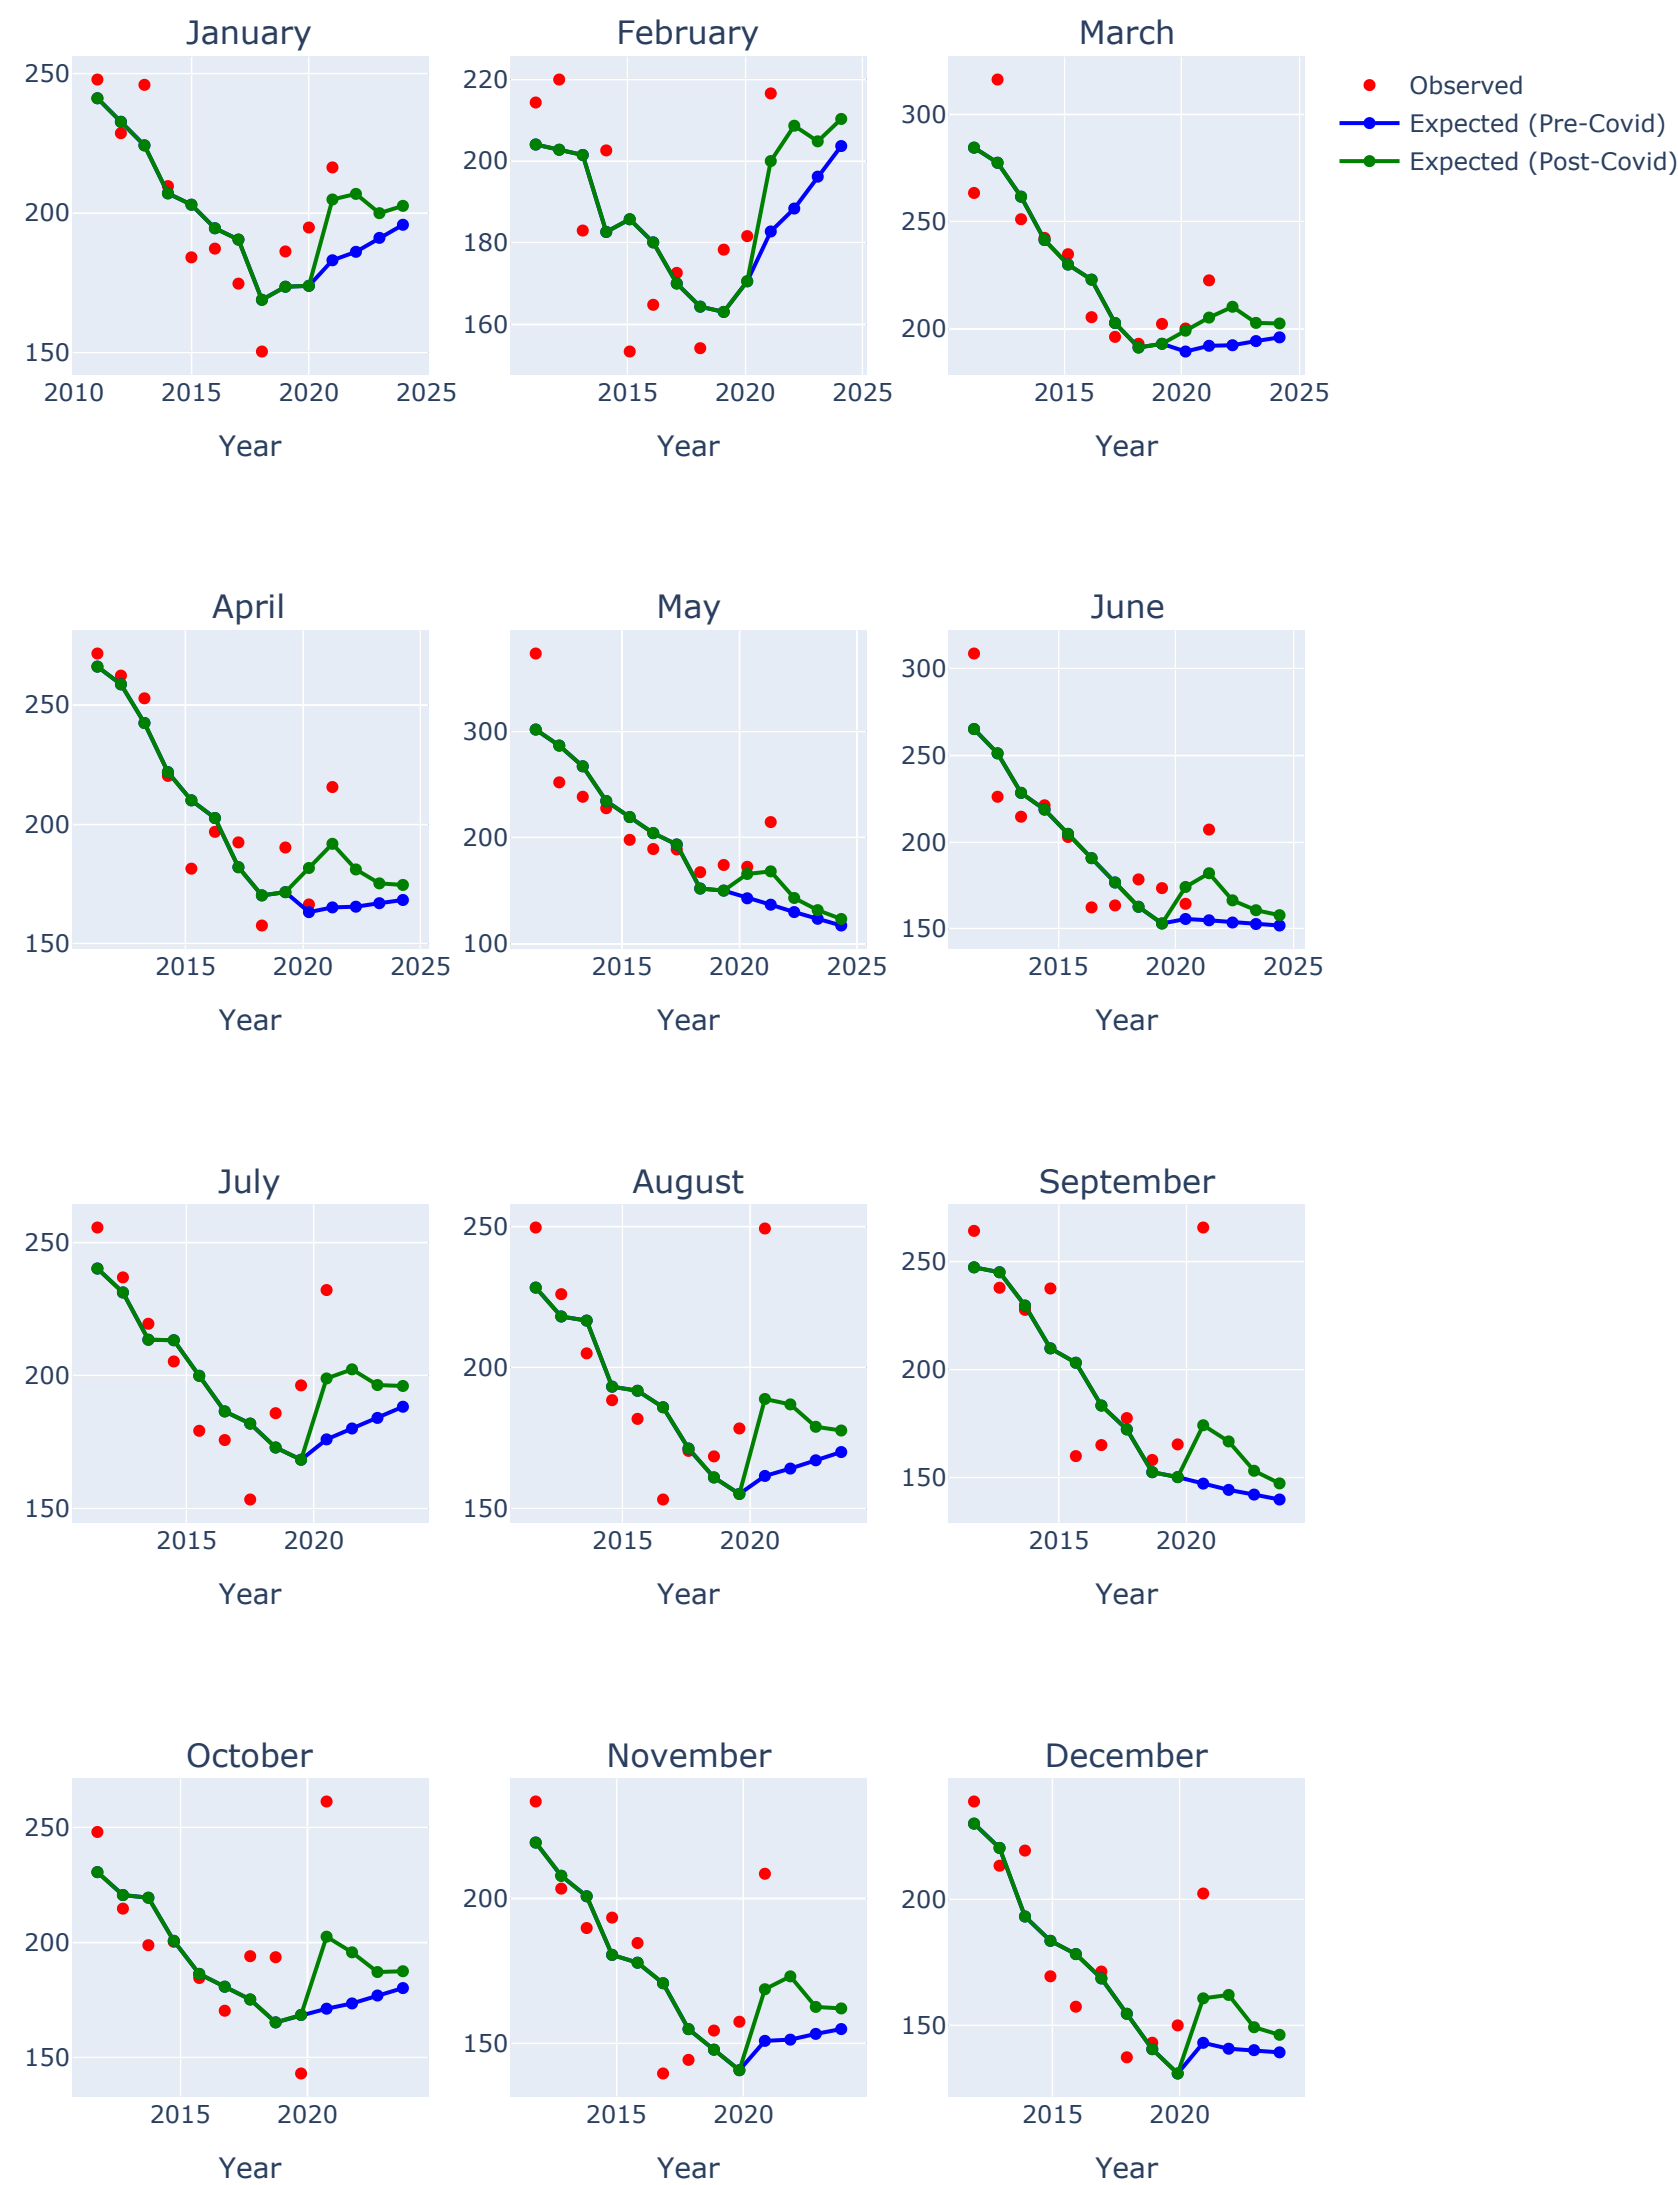 January
February
March
250
200
150
2010
2015
2020
2025
Year
220
200
180
160
2015
2020
2025
Year
300
250
200
2015
2020
2025
Year
Observed
Expected (Pre-Covid)
Expected (Post-Covid)
April
May
June
250
200
150
2015
2020
2025
Year
300
200
100
2015
2020
2025
Year
300
250
200
150
2015
2020
2025
Year
July
August
September
250
200
150
2015
2020
Year
250
200
150
2015
2020
Year
250
200
150
2015
2020
Year
October
November
December
250
200
150
2015
2020
Year
200
150
2015
2020
Year
200
150
2015
2020
Year